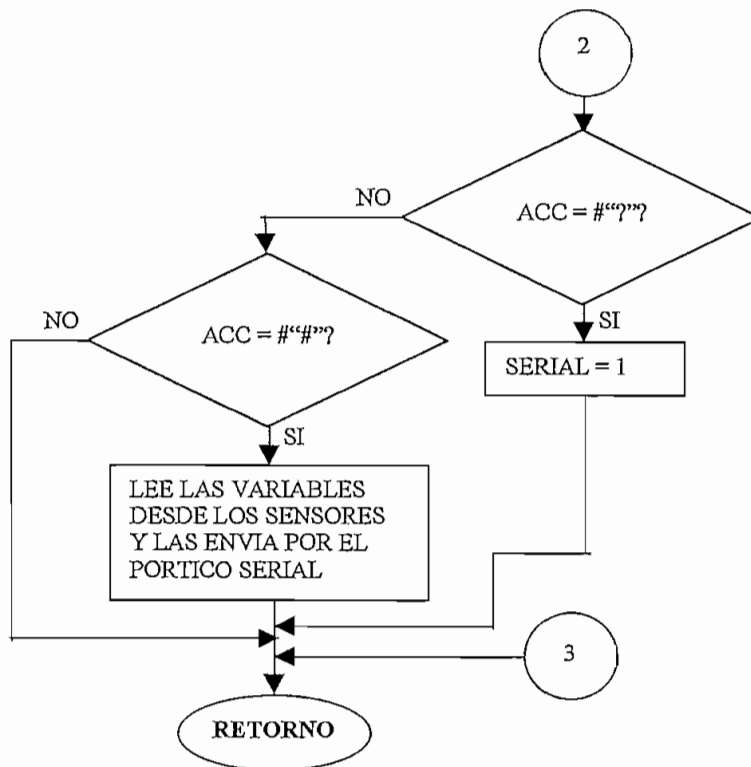 2
ACC = #“?”?
NO
SI
SERIAL = 1
ACC = #“#”?
NO
SI
LEE LAS VARIABLES
DESDE LOS SENSORES
Y LAS ENVIA POR EL
PORTICO SERIAL
3
RETORNO